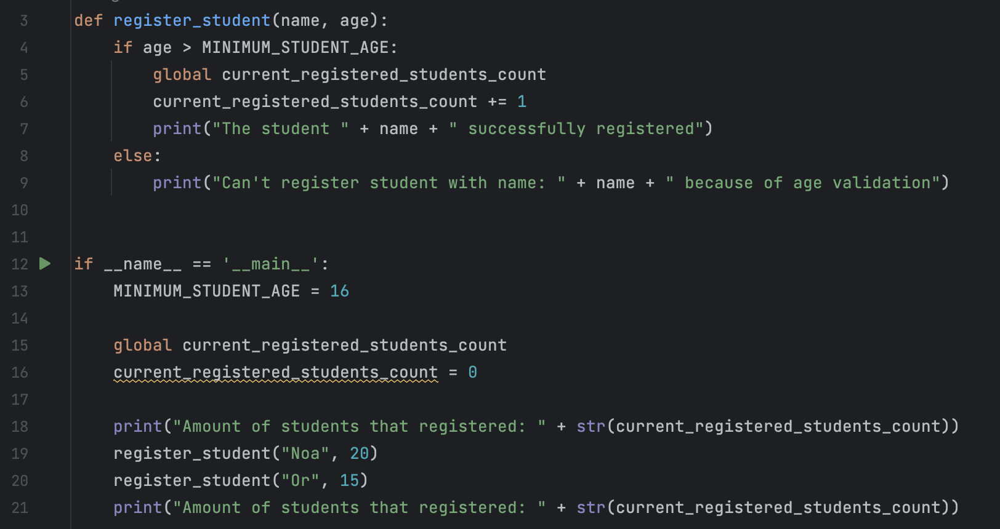 3 def register_student(name, age):
4     if age > MINIMUM_STUDENT_AGE:
5         global current_registered_students_count
6         current_registered_students_count += 1
7         print("The student " + name + " successfully registered")
8     else:
9         print("Can't register student with name: " + name + " because of age validation")
10
11
12 if __name__ == '__main__':
13     MINIMUM_STUDENT_AGE = 16
14
15     global current_registered_students_count
16     current_registered_students_count = 0
17
18     print("Amount of students that registered: " + str(current_registered_students_count))
19     register_student("Noa", 20)
20     register_student("Or", 15)
21     print("Amount of students that registered: " + str(current_registered_students_count))